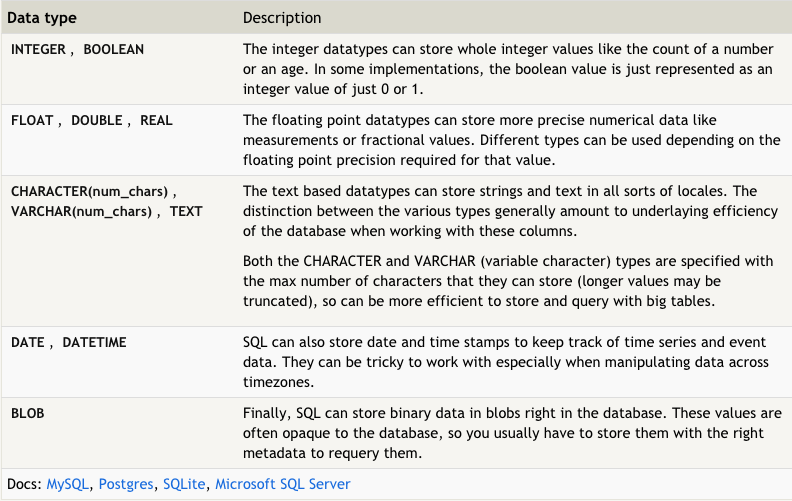 Data type Description
INTEGER , BOOLEAN The integer datatypes can store whole integer values like the count of a number
or an age. In some implementations, the boolean value is just represented as an
integer value of just 0 or 1.
FLOAT , DOUBLE , REAL The floating point datatypes can store more precise numerical data like
measurements or fractional values. Different types can be used depending on the
floating point precision required for that value.
CHARACTER(num_chars) ,
VARCHAR(num_chars) , TEXT
The text based datatypes can store strings and text in all sorts of locales. The
distinction between the various types generally amount to underlaying efficiency
of the database when working with these columns.
Both the CHARACTER and VARCHAR (variable character) types are specified with
the max number of characters that they can store (longer values may be
truncated), so can be more efficient to store and query with big tables.
DATE , DATETIME SQL can also store date and time stamps to keep track of time series and event
data. They can be tricky to work with especially when manipulating data across
timezones.
BLOB Finally, SQL can store binary data in blobs right in the database. These values are
often opaque to the database, so you usually have to store them with the right
metadata to requery them.
Docs: MySQL, Postgres, SQLite, Microsoft SQL Server